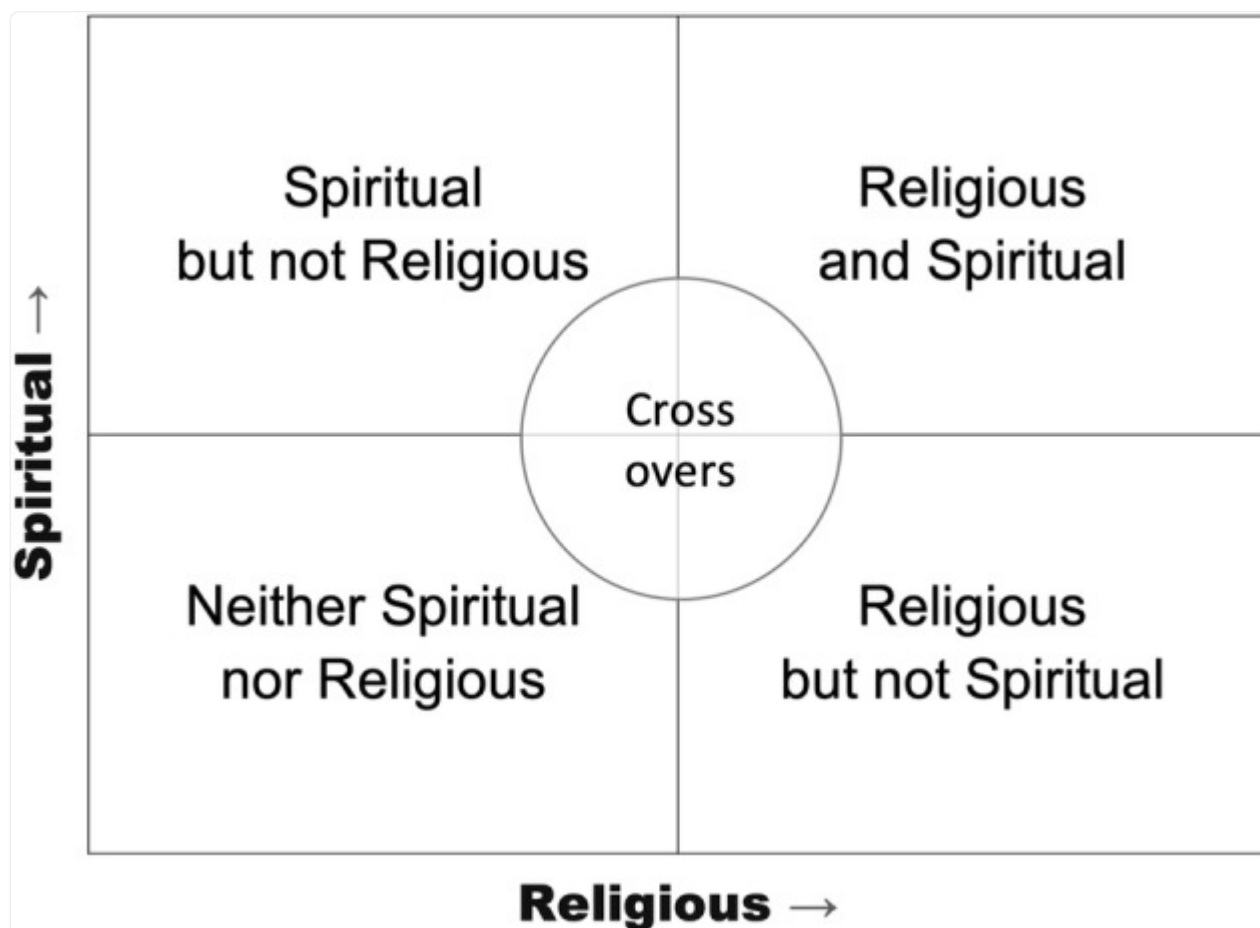 Spiritual
but not Religious
Religious
and Spiritual
Cross
overs
Neither Spiritual
nor Religious
Religious
but not Spiritual
Spiritual →
Religious →